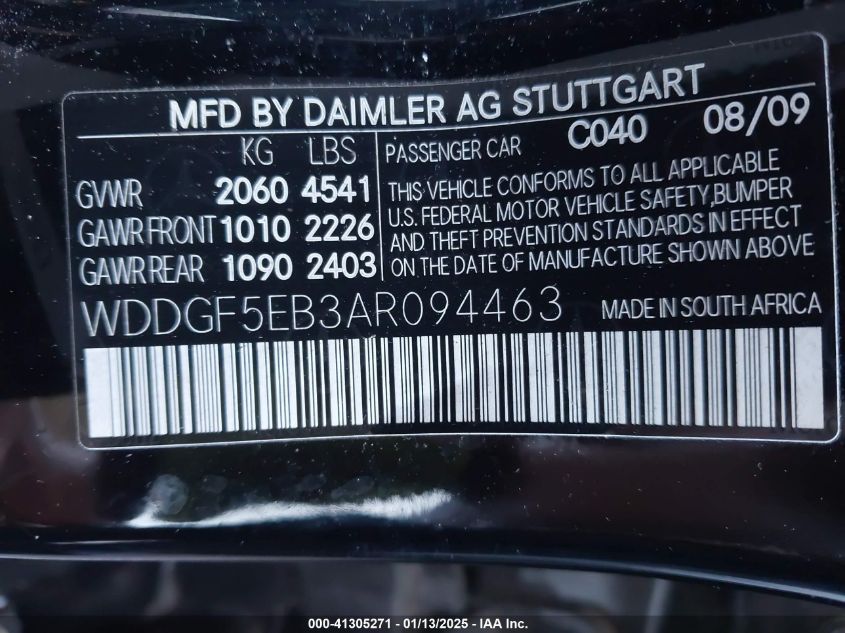 MFD BY DAIMLER AG STUTTGART
KG LBS
GVWR 2060 4541
GAWR FRONT 1010 2226
GAWR REAR 1090 2403
PASSENGER CAR C040 08/09
THIS VEHICLE CONFORMS TO ALL APPLICABLE
U.S. FEDERAL MOTOR VEHICLE SAFETY,BUMPER
AND THEFT PREVENTION STANDARDS IN EFFECT
ON THE DATE OF MANUFACTURE SHOWN ABOVE
WDDGF5EB3AR094463 MADE IN SOUTH AFRICA
000-41305271 - 01/13/2025 - IAA Inc.